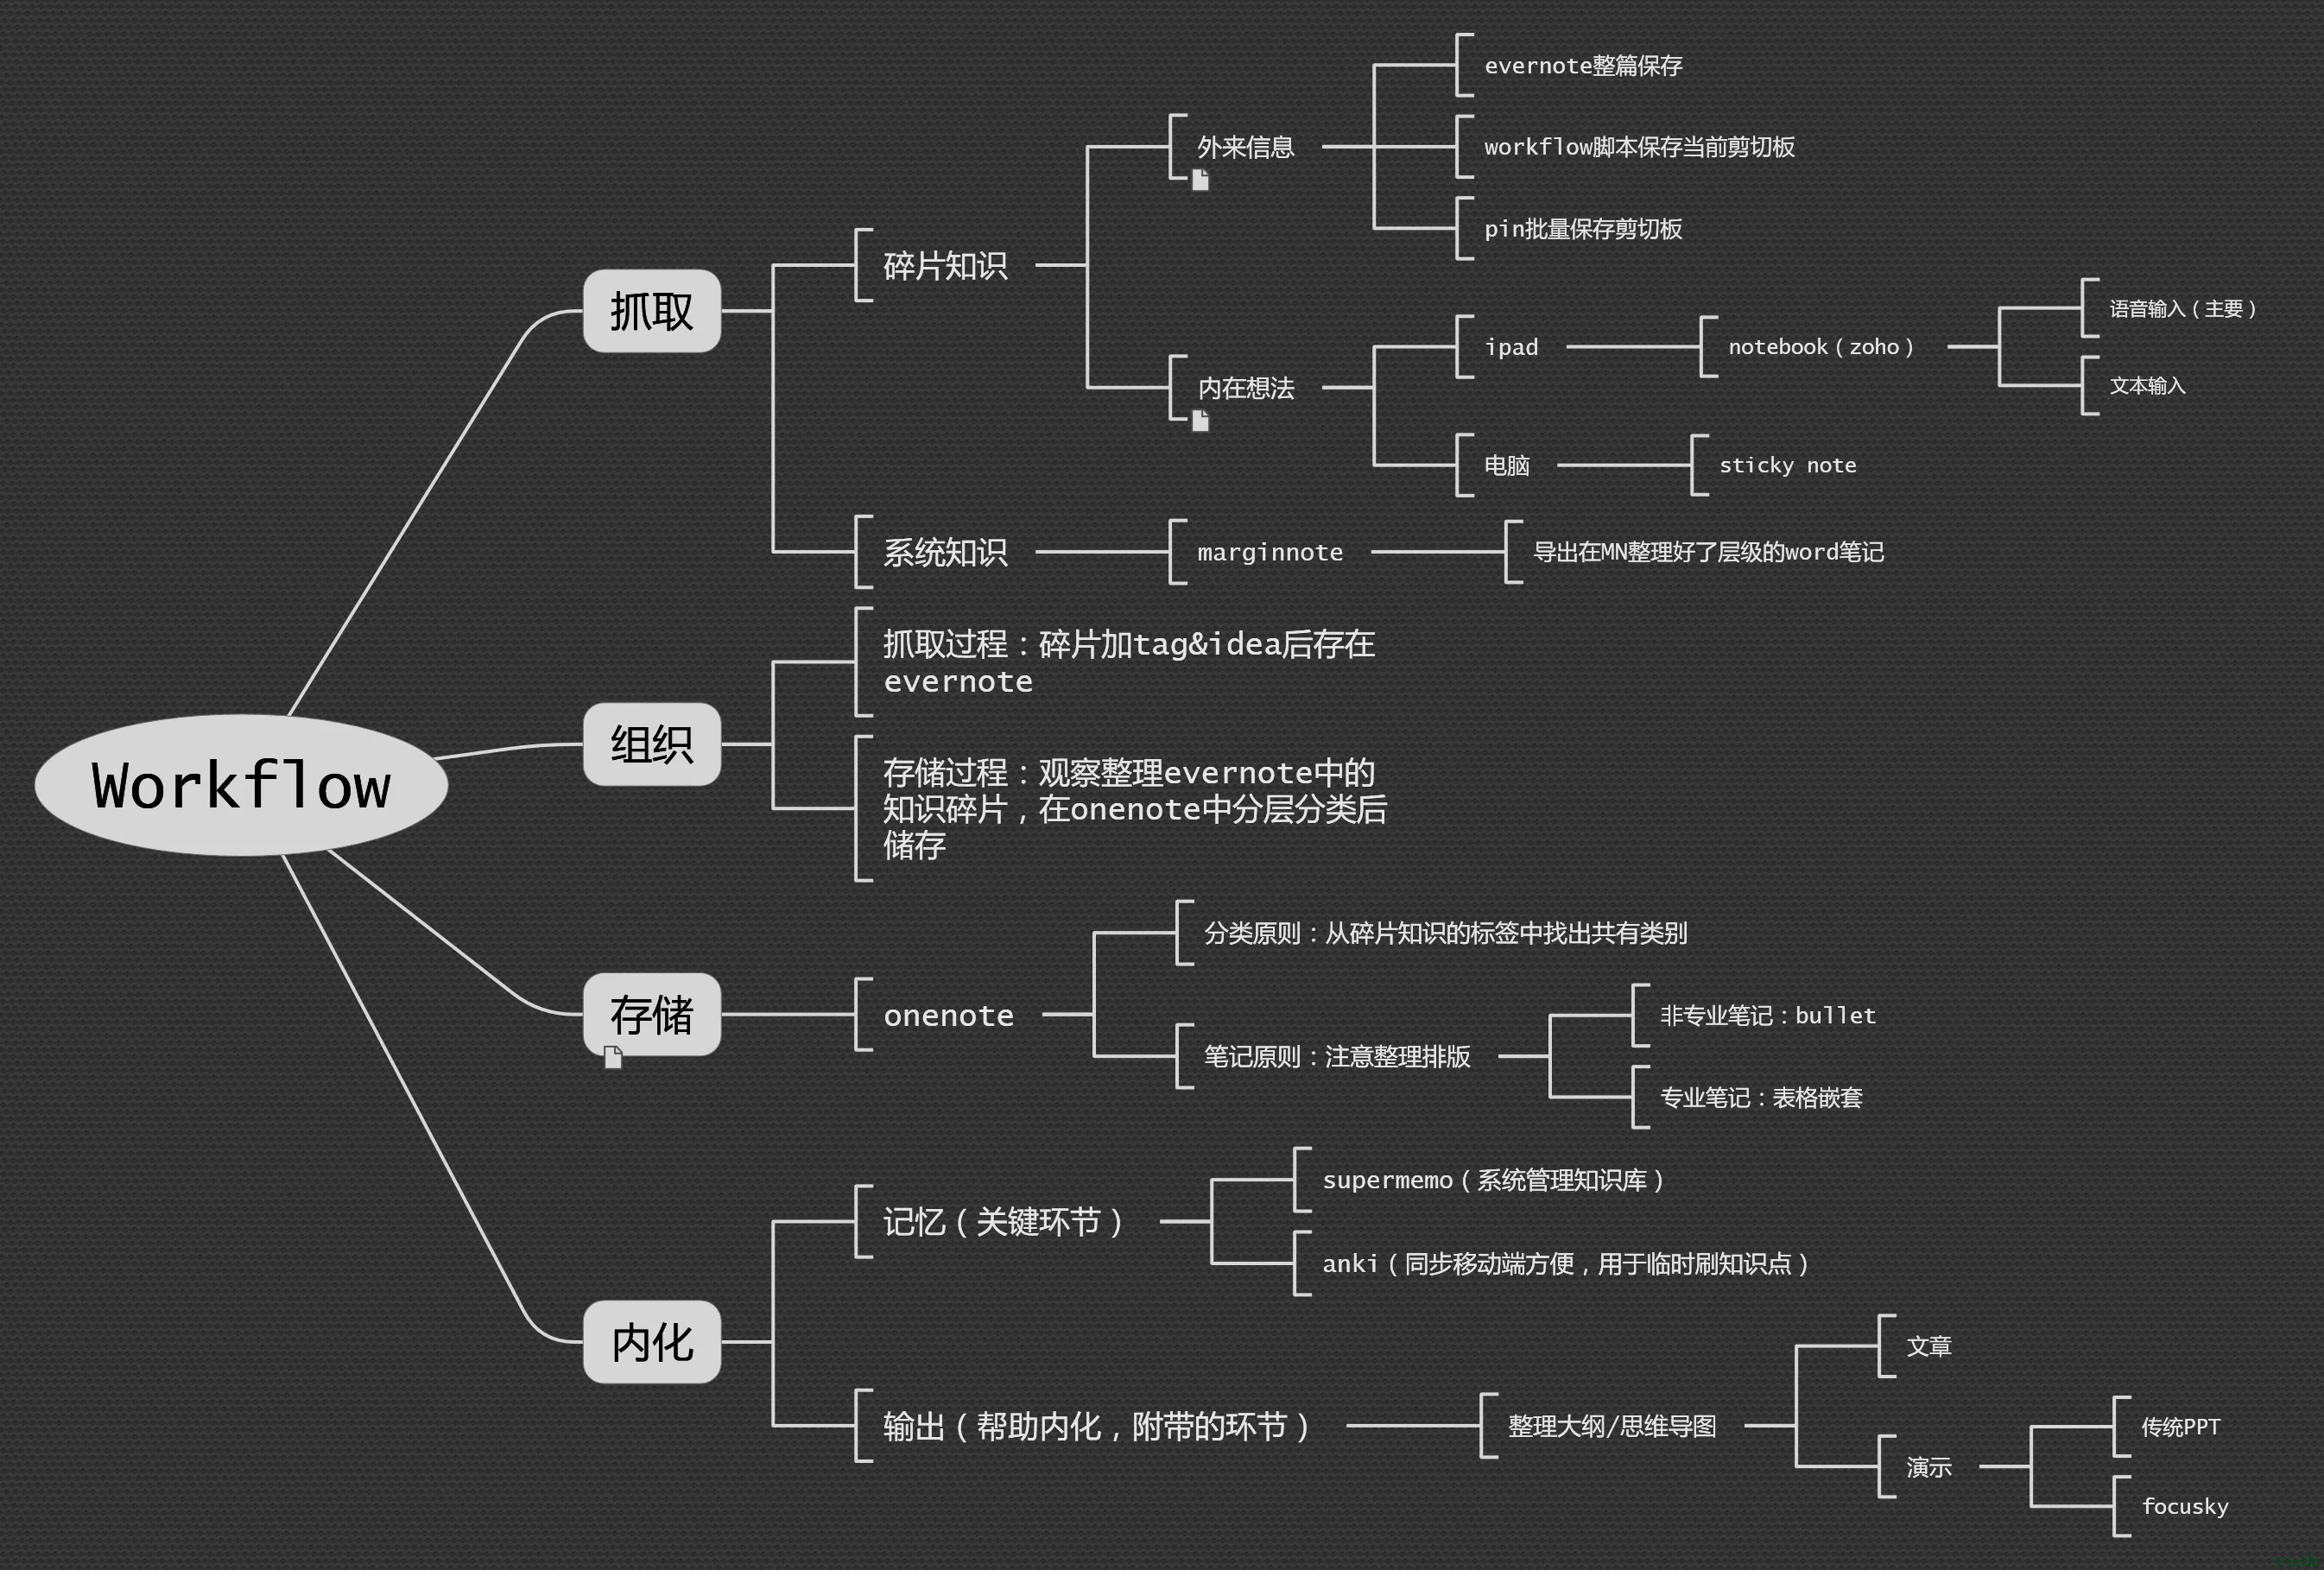 Workflow
抓取
碎片知识
外来信息
evernote整篇保存
workflow脚本保存当前剪切板
pin批量保存剪切板
内在想法
ipad
notebook（zoho）
语音输入（主要）
文本输入
电脑
sticky note
系统知识
marginnote
导出在MN整理好了层级的word笔记
组织
抓取过程：碎片加tag&idea后存在
evernote
存储过程：观察整理evernote中的
知识碎片，在onenote中分层分类后
储存
存储
onenote
分类原则：从碎片知识的标签中找出共有类别
笔记原则：注意整理排版
非专业笔记：bullet
专业笔记：表格嵌套
内化
记忆（关键环节）
supermemo（系统管理知识库）
anki（同步移动端方便，用于临时刷知识点）
输出（帮助内化，附带的环节）
整理大纲/思维导图
文章
演示
传统PPT
focusky